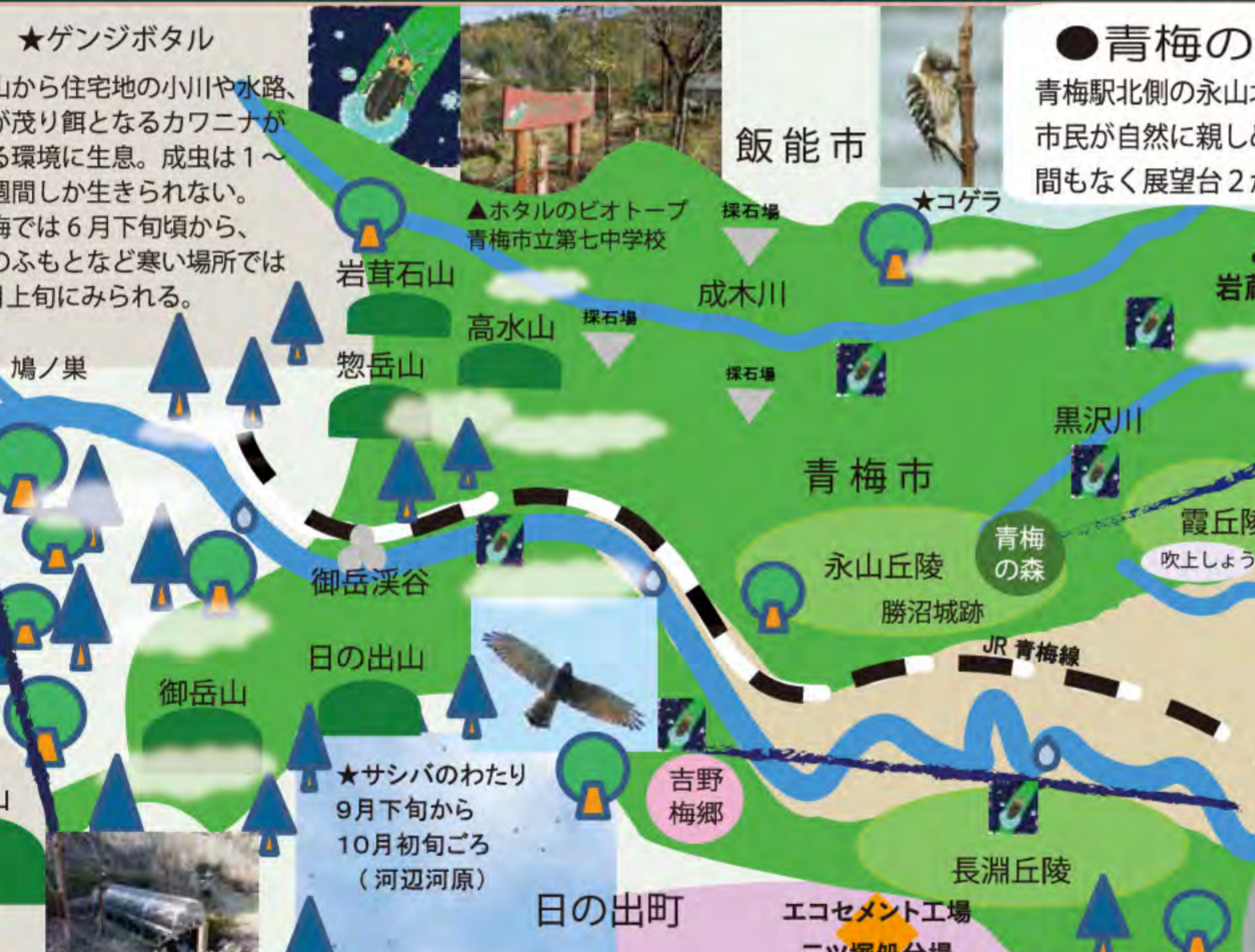 ★ゲンジボタル
山から住宅地の小川や水路、
が茂り餌となるカワニナが
る環境に生息。成虫は１～
週間しか生きられない。
梅では６月下旬頃から、
のふもとなど寒い場所では
月上旬にみられる。
●青梅の
青梅駅北側の永山
市民が自然に親し
間もなく展望台２
飯能市
★コゲラ
▲ホタルのビオトープ
青梅市立第七中学校
採石場
岩茸石山
成木川
採石場
高水山
鳩ノ巣
惣岳山
採石場
黒沢川
青梅市
霞丘陵
青梅
の森
吹上しょう
永山丘陵
勝沼城跡
御岳渓谷
JR 青梅線
日の出山
御岳山
★サシバのわたり
9月下旬から
10月初旬ごろ
（河辺河原）
吉野
梅郷
長淵丘陵
日の出町
エコセメント工場
二ツ塚処分場